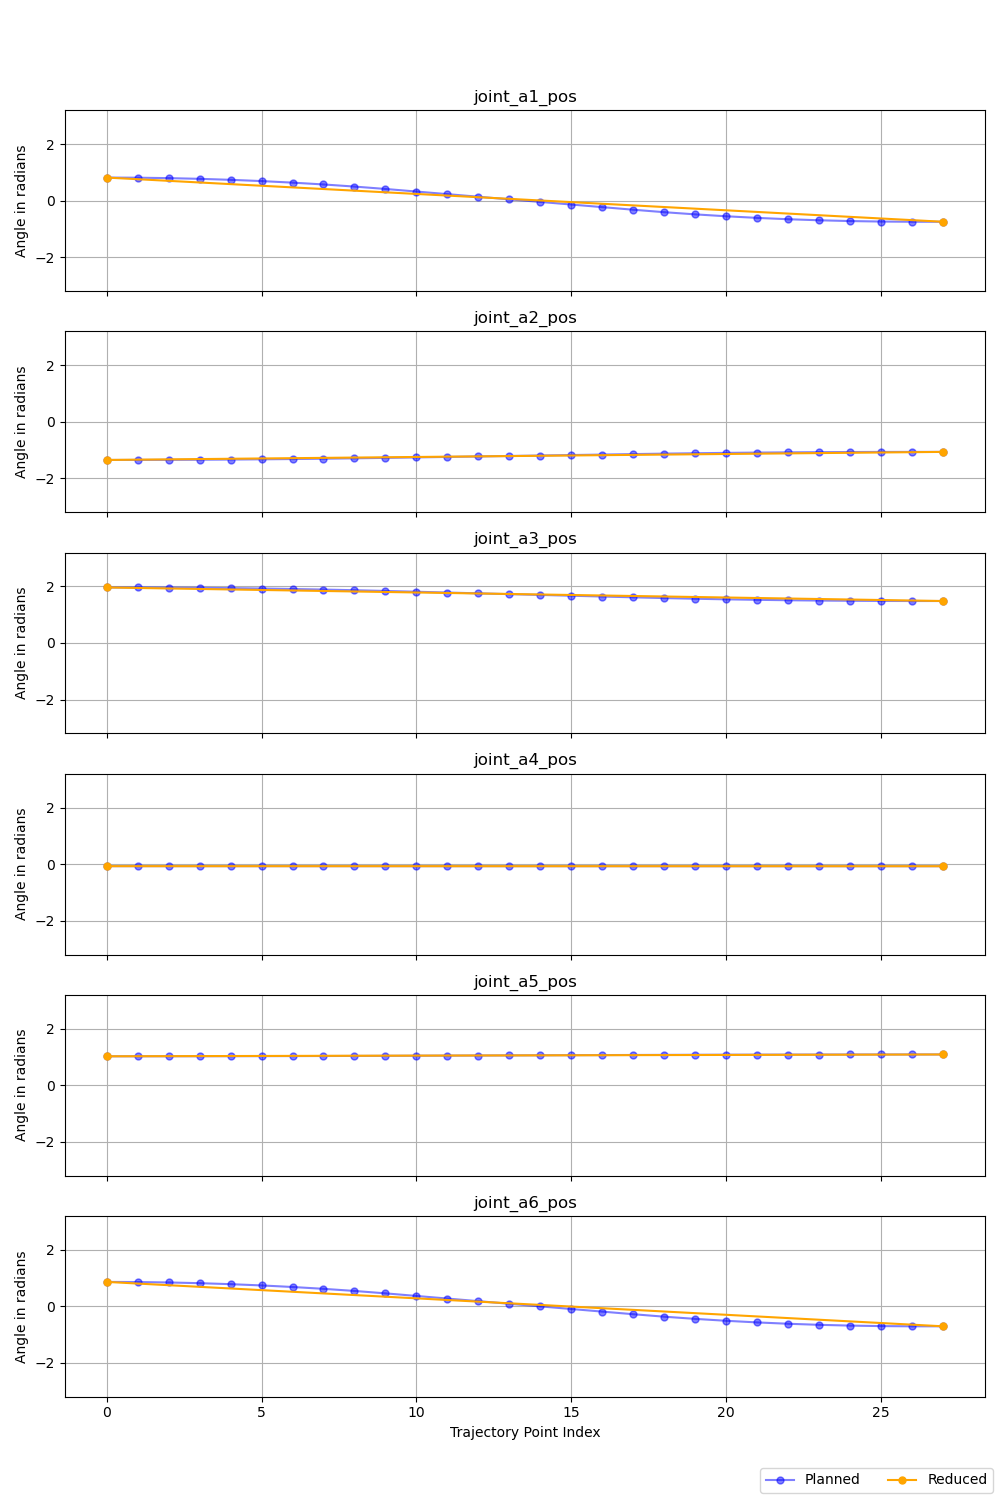 joint_a1_pos
Angle in radians
2
0
−2
joint_a2_pos
Angle in radians
2
0
−2
joint_a3_pos
Angle in radians
2
0
−2
joint_a4_pos
Angle in radians
2
0
−2
joint_a5_pos
Angle in radians
2
0
−2
joint_a6_pos
Angle in radians
2
0
−2
0 5 10 15 20 25
Trajectory Point Index
Planned Reduced